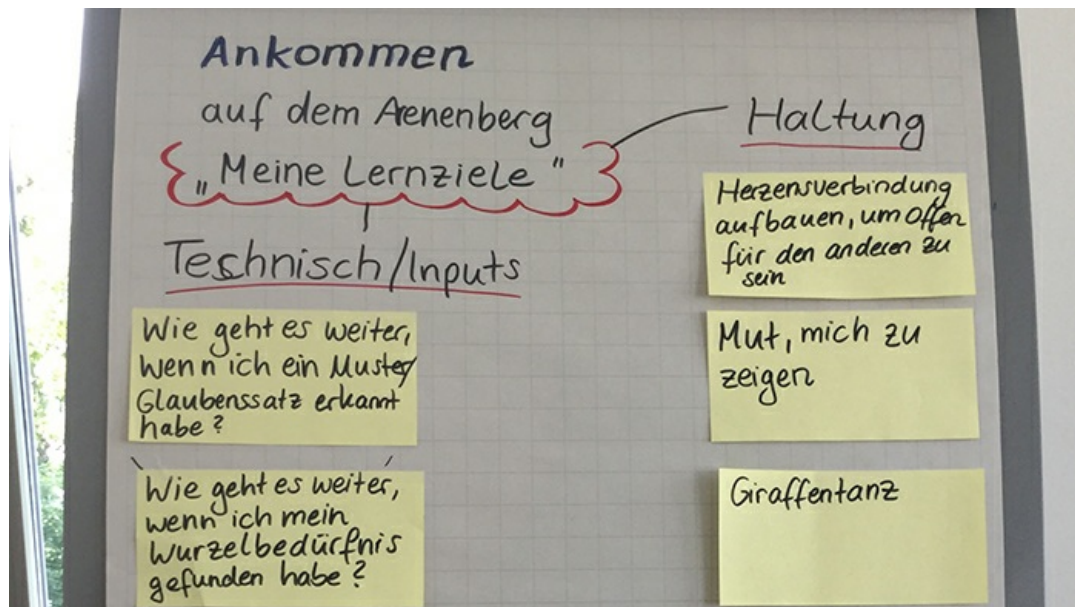 Ankommen
auf dem Arenenberg
„Meine Lernziele"
Haltung
Technisch/Inputs
Herzensverbindung
aufbauen, um offen
für den anderen zu
sein
Wie geht es weiter,
wenn ich ein Muster/
Glaubenssatz erkannt
habe?
Mut, mich zu
zeigen
Wie geht es weiter,
wenn ich mein
Wurzelbedürfnis
gefunden habe?
Giraffentanz